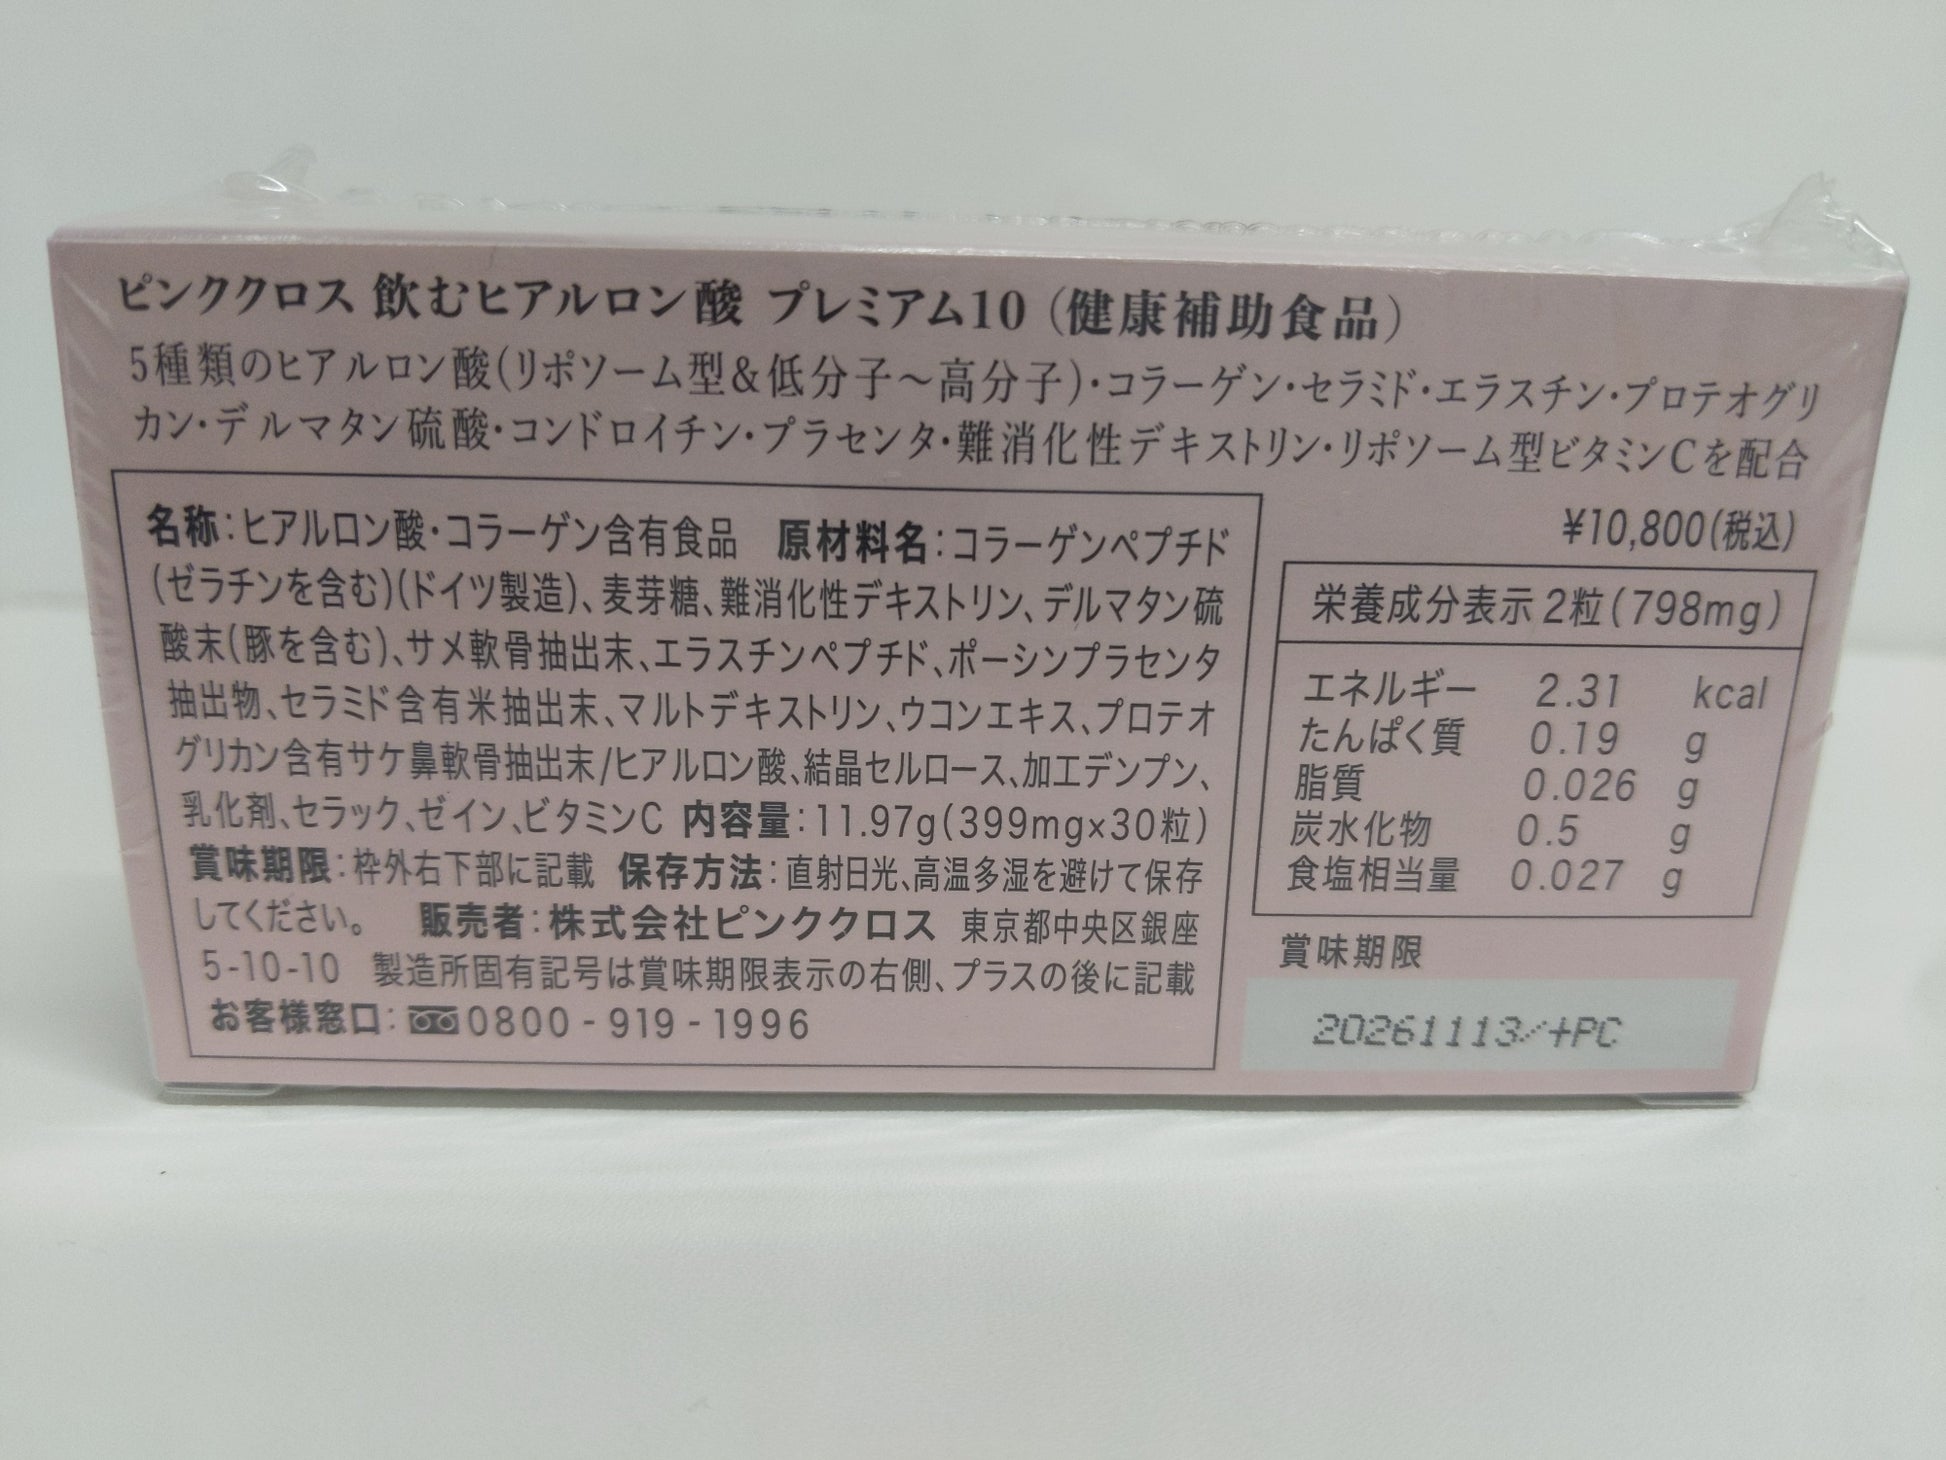 ピンククロス 飲むヒアルロン酸 プレミアム10（健康補助食品）
5種類のヒアルロン酸(リポソーム型&低分子〜高分子)・コラーゲン・セラミド・エラスチン・プロテオグリ
カン・デルマタン硫酸・コンドロイチン・プラセンタ・難消化性デキストリン・リポソーム型ビタミンCを配合
¥10,800(税込)
名称：ヒアルロン酸・コラーゲン含有食品 原材料名：コラーゲンペプチド
(ゼラチンを含む)(ドイツ製造)、麦芽糖、難消化性デキストリン、デルマタン硫
酸末(豚を含む)、サメ軟骨抽出末、エラスチンペプチド、ポーシンプラセンタ
抽出物、セラミド含有米抽出末、マルトデキストリン、ウコンエキス、プロテオ
グリカン含有サケ鼻軟骨抽出末/ヒアルロン酸、結晶セルロース、加工デンプン、
乳化剤、セラック、ゼイン、ビタミンC 内容量：11.97g(399mg×30粒)
賞味期限：枠外右下部に記載 保存方法：直射日光、高温多湿を避けて保存
してください。 販売者：株式会社ピンククロス 東京都中央区銀座
5-10-10 製造所固有記号は賞味期限表示の右側、プラスの後に記載
お客様窓口：0800-919-1996
栄養成分表示 2粒(798mg)
エネルギー 2.31 kcal
たんぱく質 0.19 g
脂質 0.026 g
炭水化物 0.5 g
食塩相当量 0.027 g
賞味期限
20261113/+PC